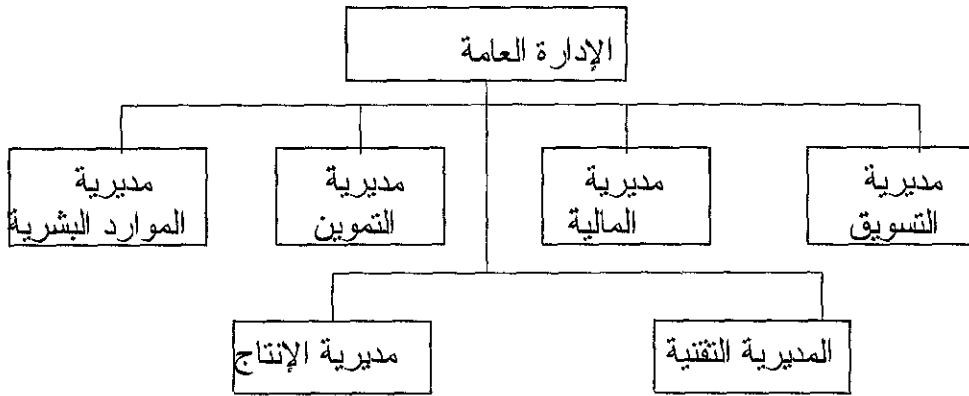 الإدارة العامة
مديرية
التسويق
مديرية
المالية
مديرية
التموين
مديرية
الموارد البشرية
المديرية التقنية
مديرية الإنتاج